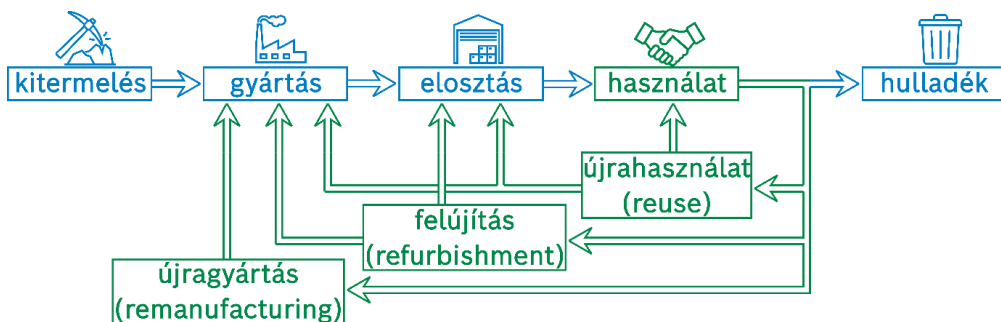 kitermelés
gyártás
elosztás
használat
hulladék
újrahasználat
(reuse)
felújítás
(refurbishment)
újragyártás
(remanufacturing)